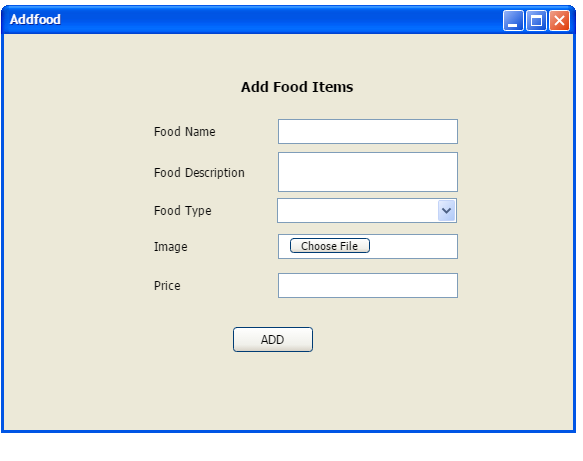 Addfood
Add Food Items
Food Name
Food Description
Food Type
Image
Choose File
Price
ADD